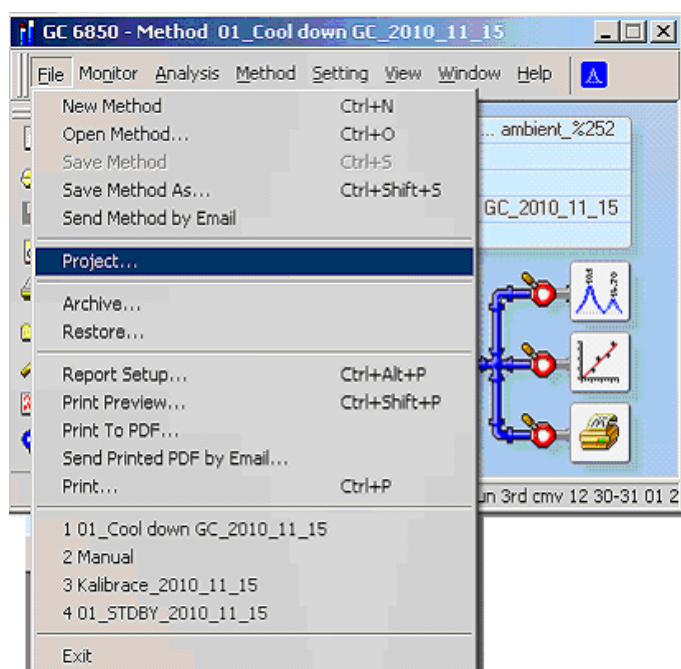 GC 6850 - Method 01_Cool down GC_2010_11_15
File Monitor Analysis Method Setting View Window Help
New Method Ctrl+N
Open Method... Ctrl+O
Save Method Ctrl+S
Save Method As... Ctrl+Shift+S
Send Method by Email
Project...
Archive...
Restore...
Report Setup... Ctrl+Alt+P
Print Preview... Ctrl+Shift+P
Print To PDF...
Send Printed PDF by Email...
Print... Ctrl+P
1 01_Cool down GC_2010_11_15
2 Manual
3 Kalibrace_2010_11_15
4 01_STDBY_2010_11_15
Exit
... ambient_%252
GC_2010_11_15
un 3rd cmv 12 30-31 01 2